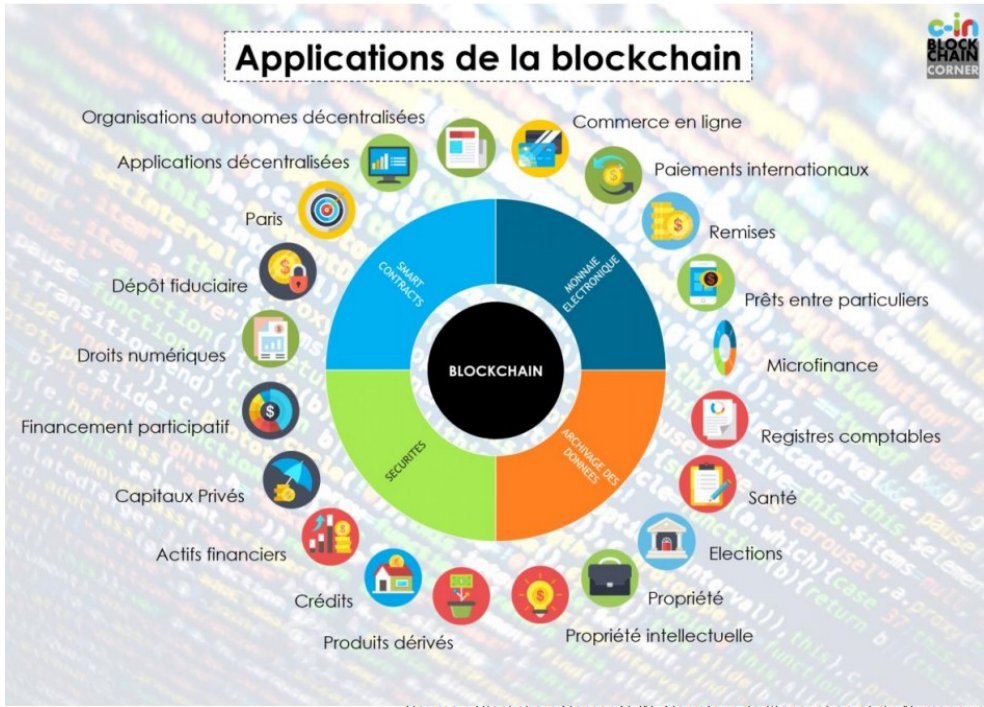 c-in
BLOCK
CHAIN
CORNER
Applications de la blockchain
Organisations autonomes décentralisées
Commerce en ligne
Applications décentralisées
Paiements internationaux
Paris
Remises
Dépôt fiduciaire
Prêts entre particuliers
Droits numériques
Microfinance
Financement participatif
Registres comptables
Capitaux Privés
Santé
Actifs financiers
Elections
Crédits
Propriété
Produits dérivés
Propriété intellectuelle
SMART
CONTRACTS
MONNAIE
ELECTRONIQUE
BLOCKCHAIN
SECURITES
ARCHIVAGE DES
DONNEES